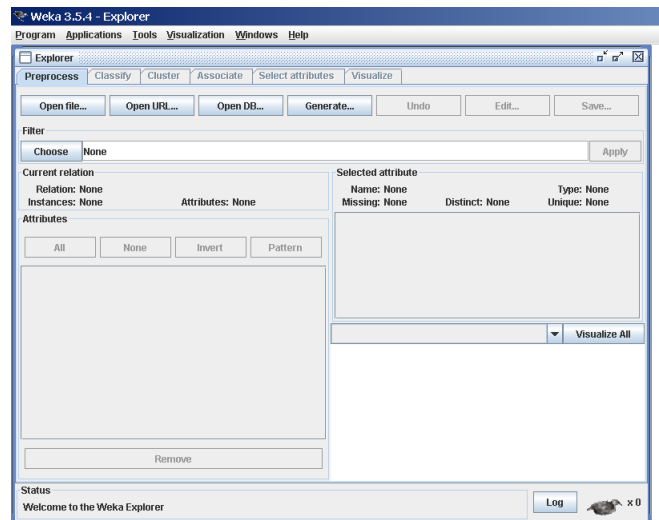 Weka 3.5.4 - Explorer
Program Applications Tools Visualization Windows Help
Explorer
Preprocess Classify Cluster Associate Select attributes Visualize
Open file... Open URL... Open DB... Generate... Undo Edit... Save...
Filter
Choose None Apply
Current relation
Relation: None
Instances: None Attributes: None
Selected attribute
Name: None Type: None
Missing: None Distinct: None Unique: None
Attributes
All None Invert Pattern
Visualize All
Remove
Status
Welcome to the Weka Explorer
Log x 0